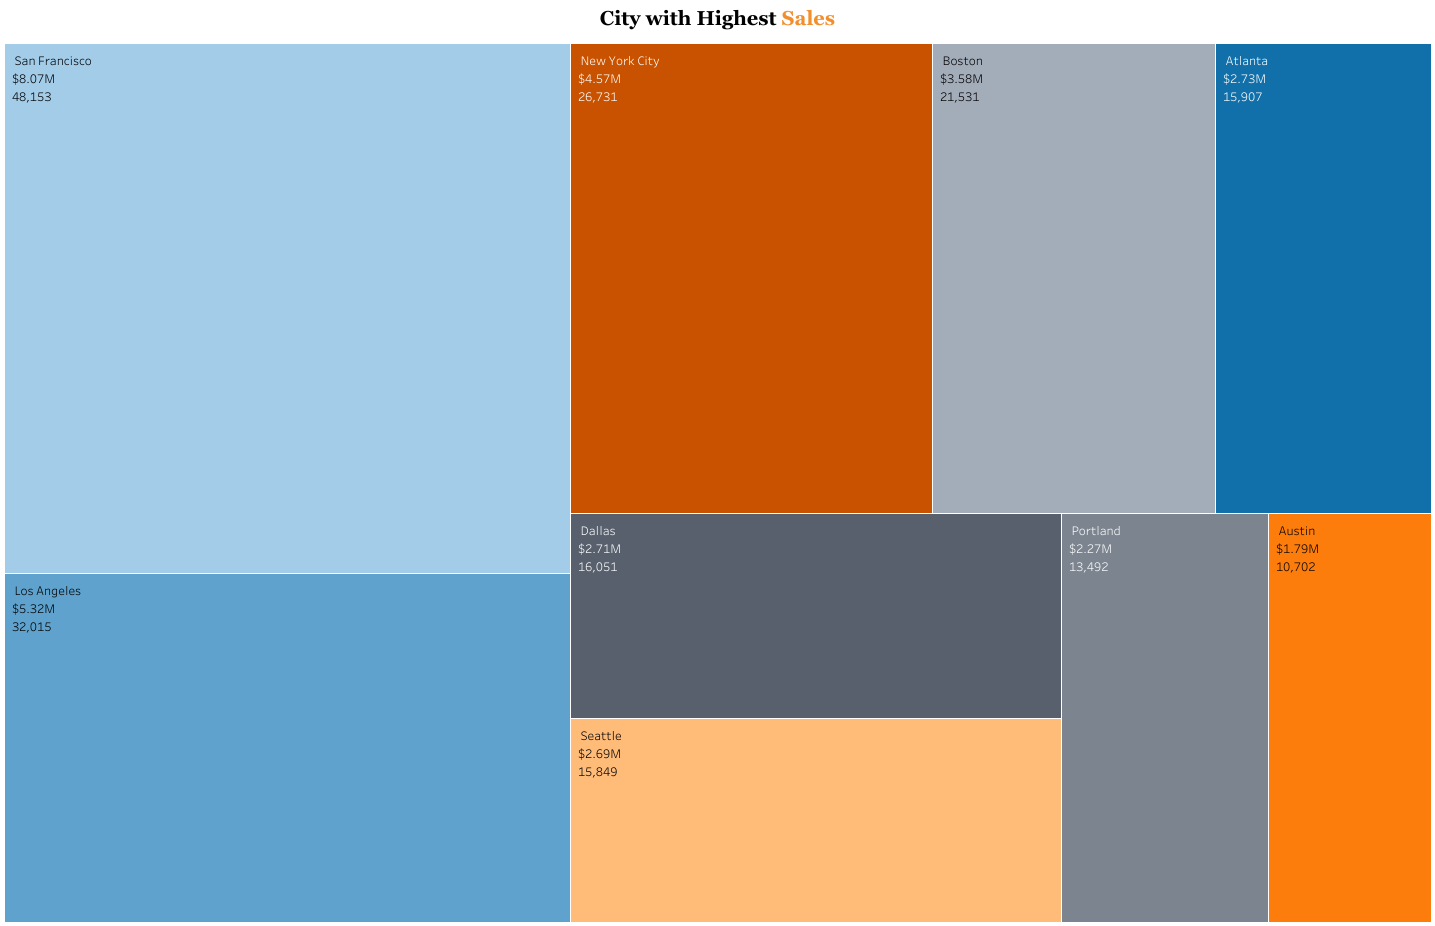 City with Highest Sales
San Francisco
$8.07M
48,153
New York City
$4.57M
26,731
Boston
$3.58M
21,531
Atlanta
$2.73M
15,907
Dallas
$2.71M
16,051
Portland
$2.27M
13,492
Austin
$1.79M
10,702
Los Angeles
$5.32M
32,015
Seattle
$2.69M
15,849